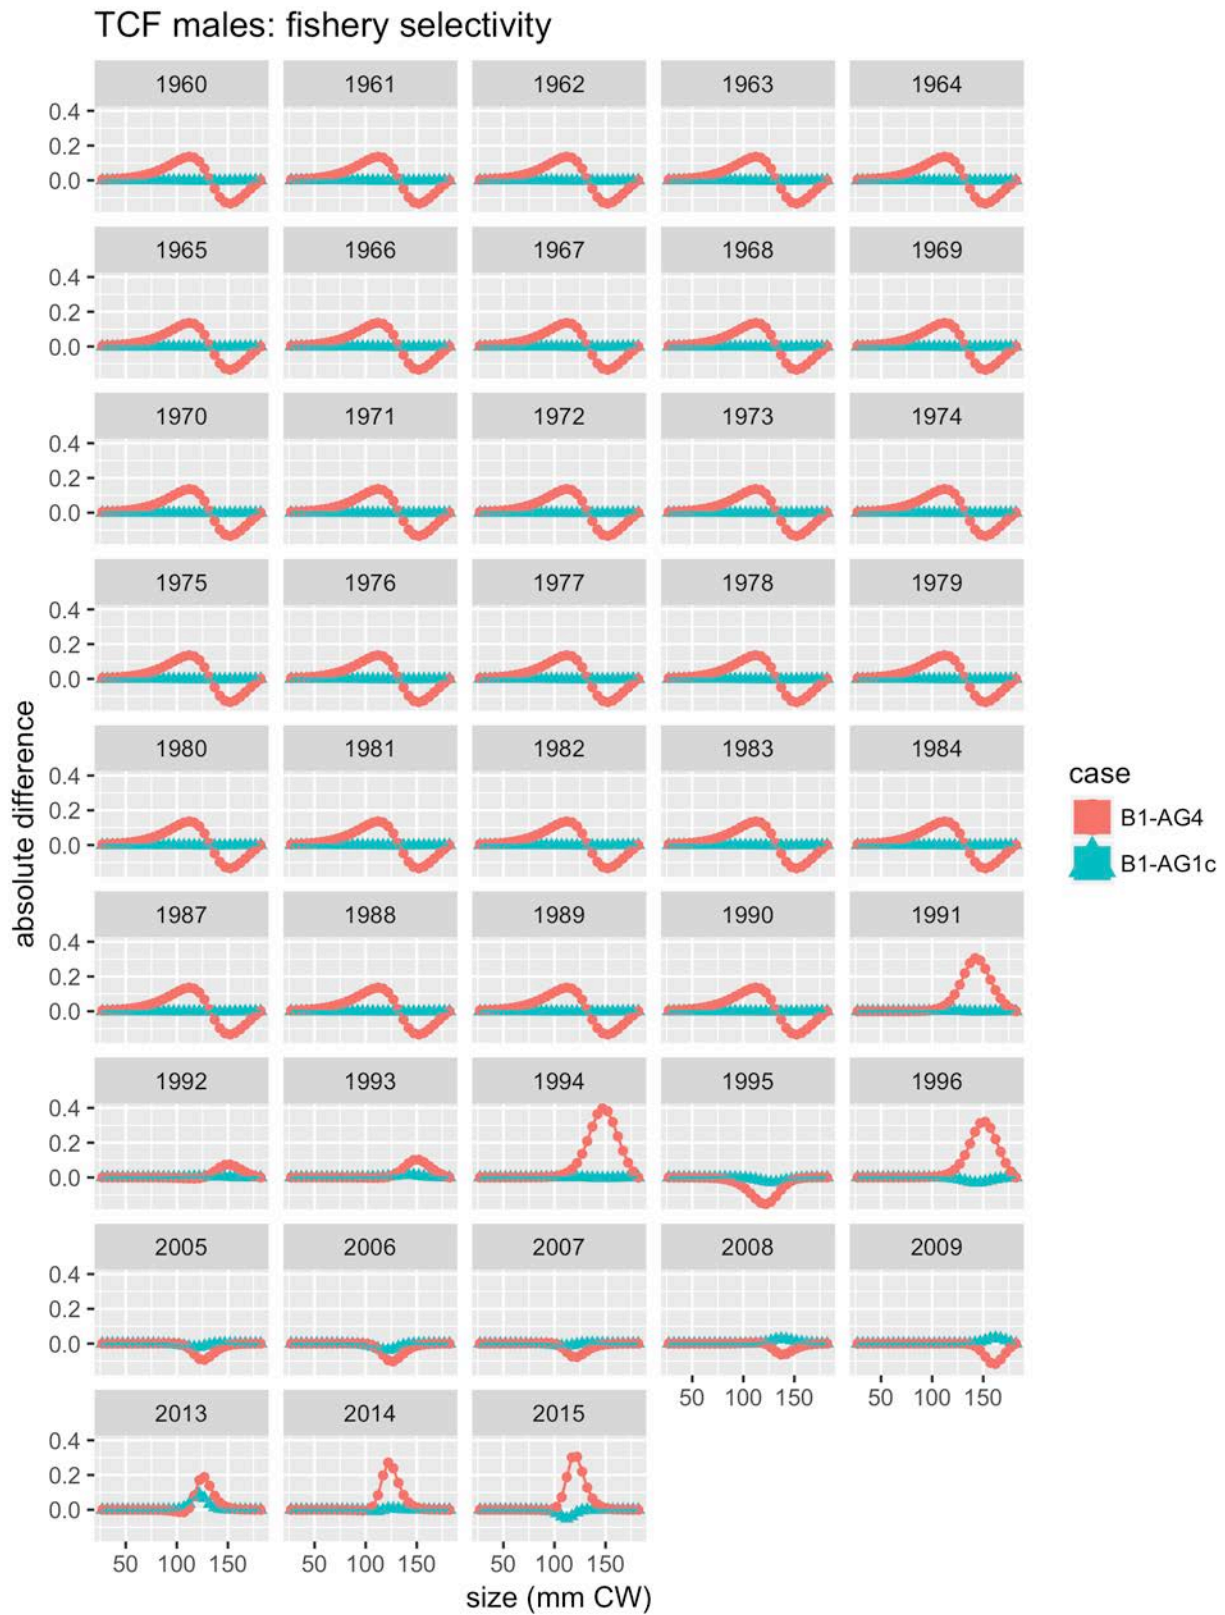 TCF males: fishery selectivity
1960 1961 1962 1963 1964
0.4
0.2
0.0
1965 1966 1967 1968 1969
0.4
0.2
0.0
1970 1971 1972 1973 1974
0.4
0.2
0.0
1975 1976 1977 1978 1979
0.4
0.2
0.0
1980 1981 1982 1983 1984
0.4
0.2
0.0
1987 1988 1989 1990 1991
0.4
0.2
0.0
1992 1993 1994 1995 1996
0.4
0.2
0.0
2005 2006 2007 2008 2009
0.4
0.2
0.0
50 100 150 50 100 150
2013 2014 2015
0.4
0.2
0.0
50 100 150 50 100 150 50 100 150
size (mm CW)
absolute difference
case
B1-AG4
B1-AG1c